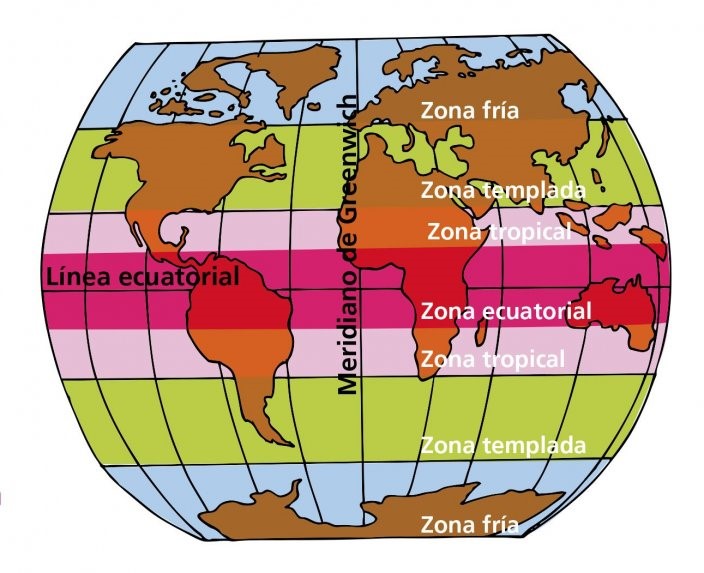 Zona fría
Meridiano de Greenwich
Zona templada
Zona tropical
Línea ecuatorial
Zona ecuatorial
Zona tropical
Zona templada
Zona fría